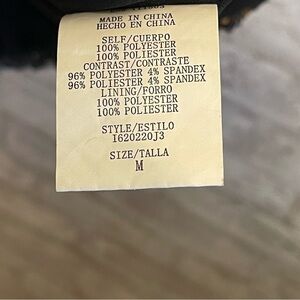 MADE IN CHINA
HECHO EN CHINA
SELF/CUERPO
100% POLYESTER
100% POLIESTER
CONTRAST/CONTRASTE
96% POLYESTER 4% SPANDEX
96% POLIESTER 4% SPANDEX
LINING/FORRO
100% POLYESTER
100% POLIESTER
STYLE/ESTILO
I620220J3
SIZE/TALLA
M